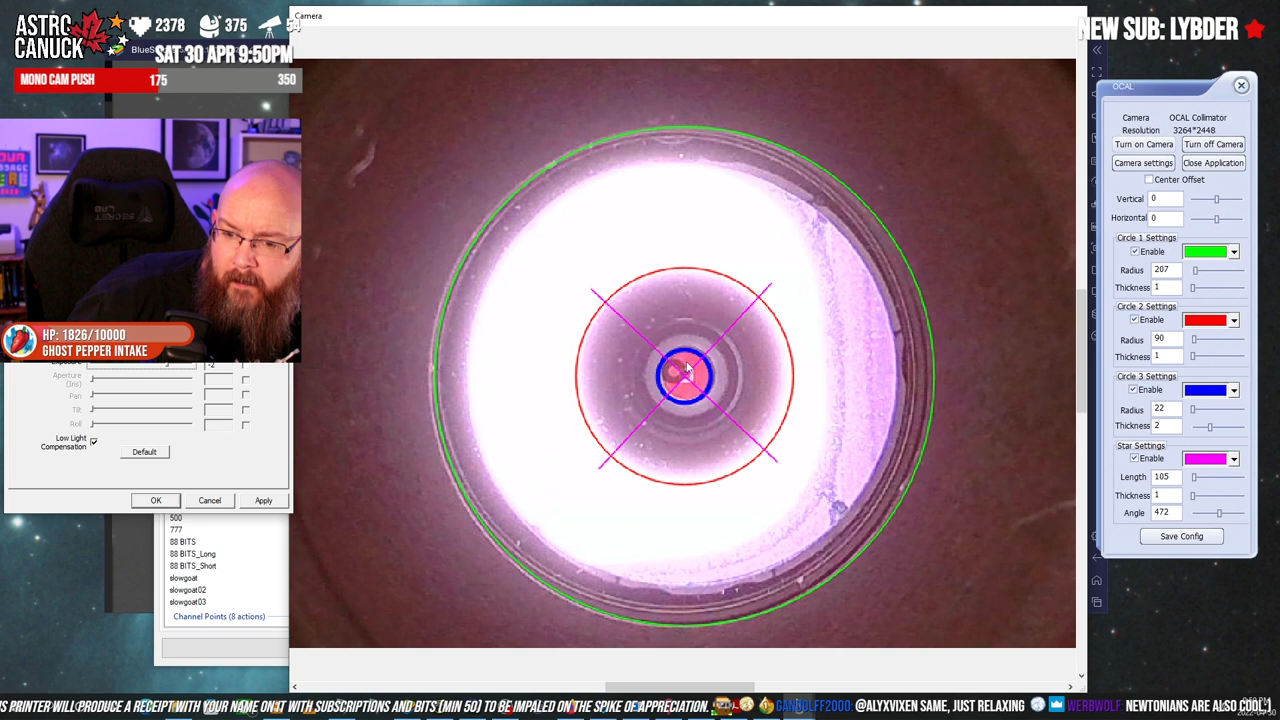 ASTRO
CANUCK
2378
375
54
BlueS
SAT 30 APR 9:50PM
MONO CAM PUSH
175
350
Camera
NEW SUB: LYBDER
HP: 1826/10000
GHOST PEPPER INTAKE
-2
Aperture
(Iris)
Pan
Tilt
Roll
Low Light
Compensation
Default
OK
Cancel
Apply
500
777
88 BITS
88 BITS_Long
88 BITS_Short
slowgoat
slowgoat02
slowgoat03
Channel Points (8 actions)
OCAL
Camera
OCAL Collimator
Resolution
3264*2448
Turn on Camera
Turn off Camera
Camera settings
Close Application
Center Offset
Vertical
0
Horizontal
0
Circle 1 Settings
Enable
Radius
207
Thickness
1
Circle 2 Settings
Enable
Radius
90
Thickness
1
Circle 3 Settings
Enable
Radius
22
Thickness
2
Star Settings
Enable
Length
105
Thickness
1
Angle
472
Save Config
S PRINTER WILL PRODUCE A RECEIPT WITH YOUR NAME ON IT WITH SUBSCRIPTIONS AND BITS [MIN 50] TO BE IMPALED ON THE SPIKE OF APPRECIATION.
GANDOLFF2000: @ALYXVIXEN SAME, JUST RELAXING
WERBWOLF: NEWTONIANS ARE ALSO COOL